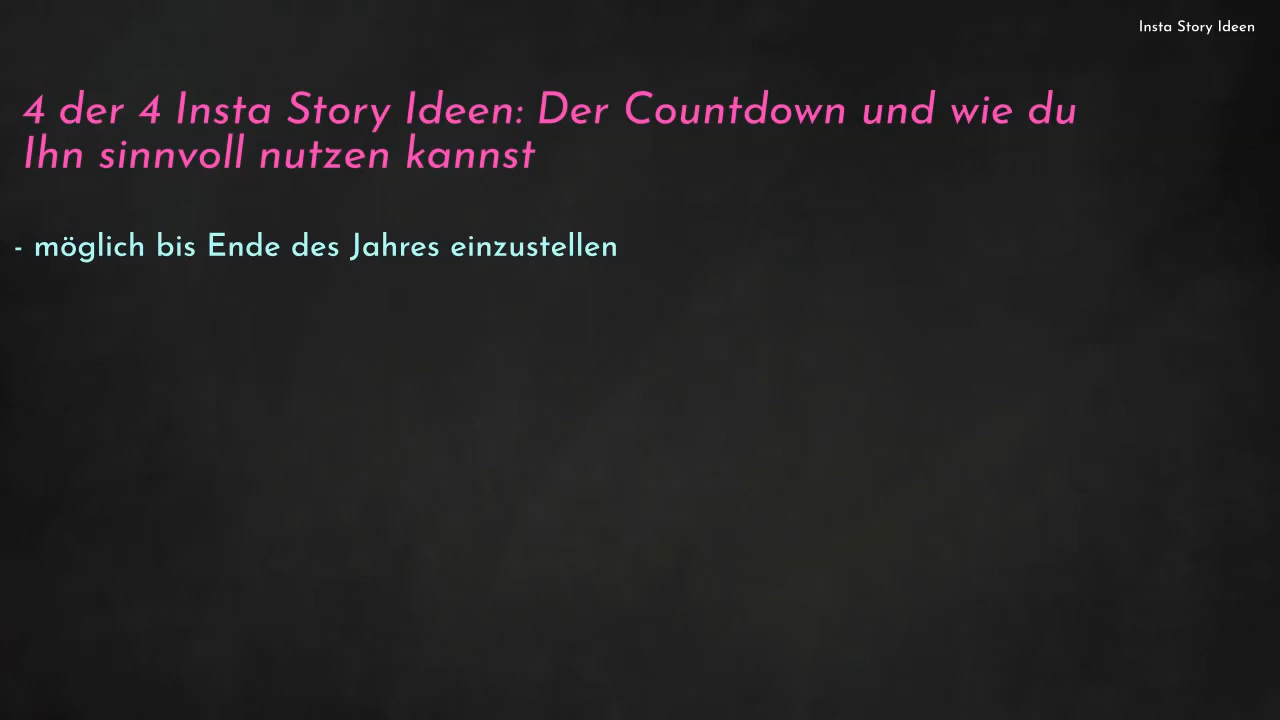 Insta Story Ideen
4 der 4 Insta Story Ideen: Der Countdown und wie du
Ihn sinnvoll nutzen kannst
- möglich bis Ende des Jahres einzustellen